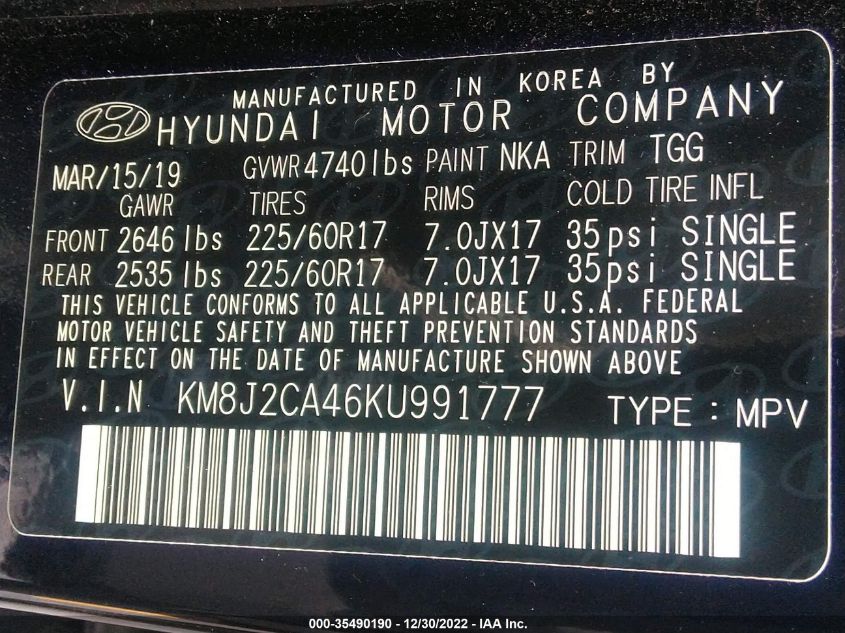 MANUFACTURED IN KOREA BY
HYUNDAI MOTOR COMPANY
MAR/15/19 GVWR 4740 lbs PAINT NKA TRIM TGG
GAWR TIRES RIMS COLD TIRE INFL
FRONT 2646 lbs 225/60R17 7.0JX17 35psi SINGLE
REAR 2535 lbs 225/60R17 7.0JX17 35psi SINGLE
THIS VEHICLE CONFORMS TO ALL APPLICABLE U.S.A. FEDERAL
MOTOR VEHICLE SAFETY AND THEFT PREVENTION STANDARDS
IN EFFECT ON THE DATE OF MANUFACTURE SHOWN ABOVE
V.I.N KM8J2CA46KU991777 TYPE : MPV
000-35490190 - 12/30/2022 - IAA Inc.